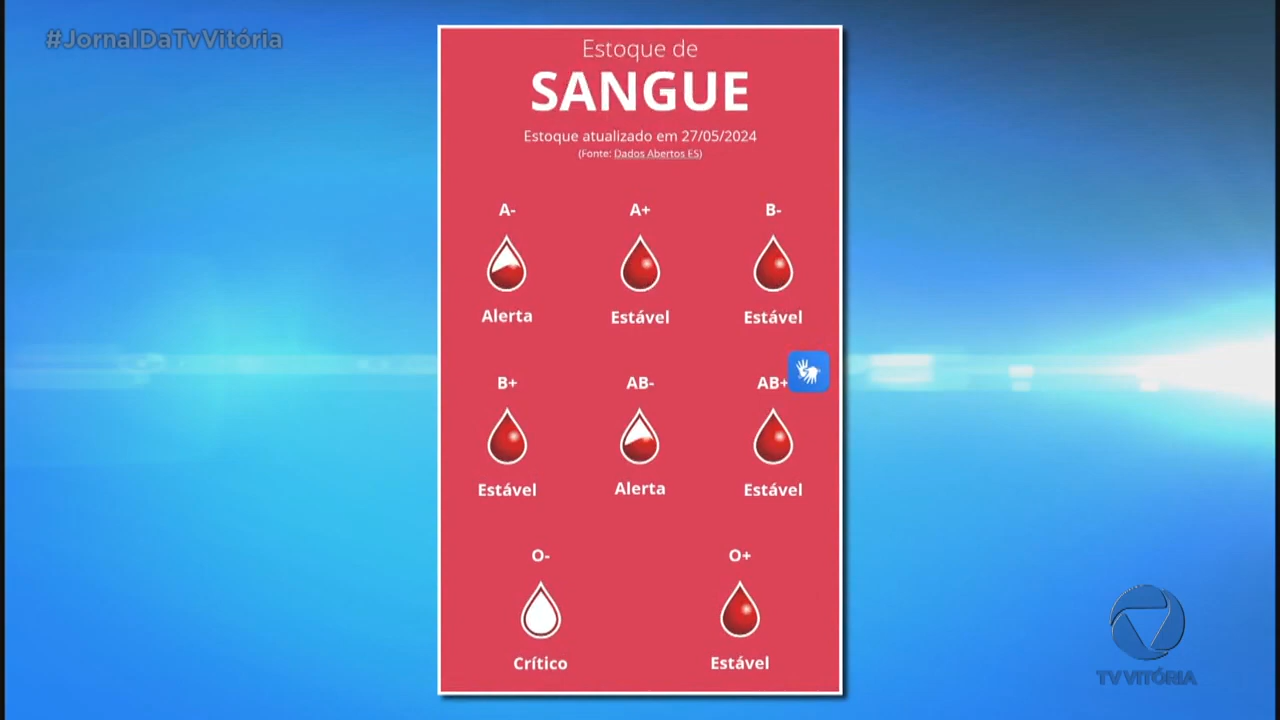 #JornalDaTvVitória
Estoque de
SANGUE
Estoque atualizado em 27/05/2024
(Fonte: Dados Abertos ES)
A- A+ B-
Alerta Estável Estável
B+ AB- AB+
Estável Alerta Estável
O- O+
Crítico Estável
TV VITÓRIA